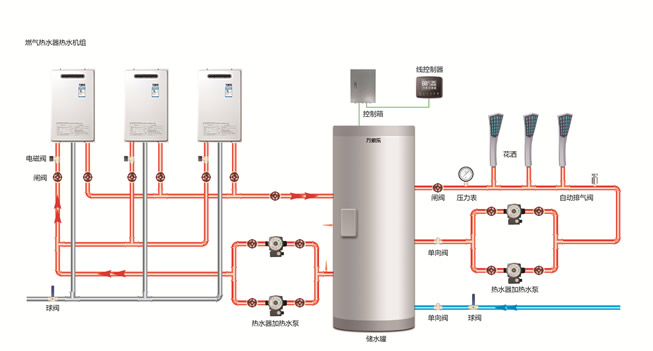 燃气热水器热水机组
线控制器
控制箱
万家乐
电磁阀
闸阀
花洒
闸阀
压力表
自动排气阀
单向阀
热水器加热水泵
球阀
热水器加热水泵
储水罐
单向阀
球阀